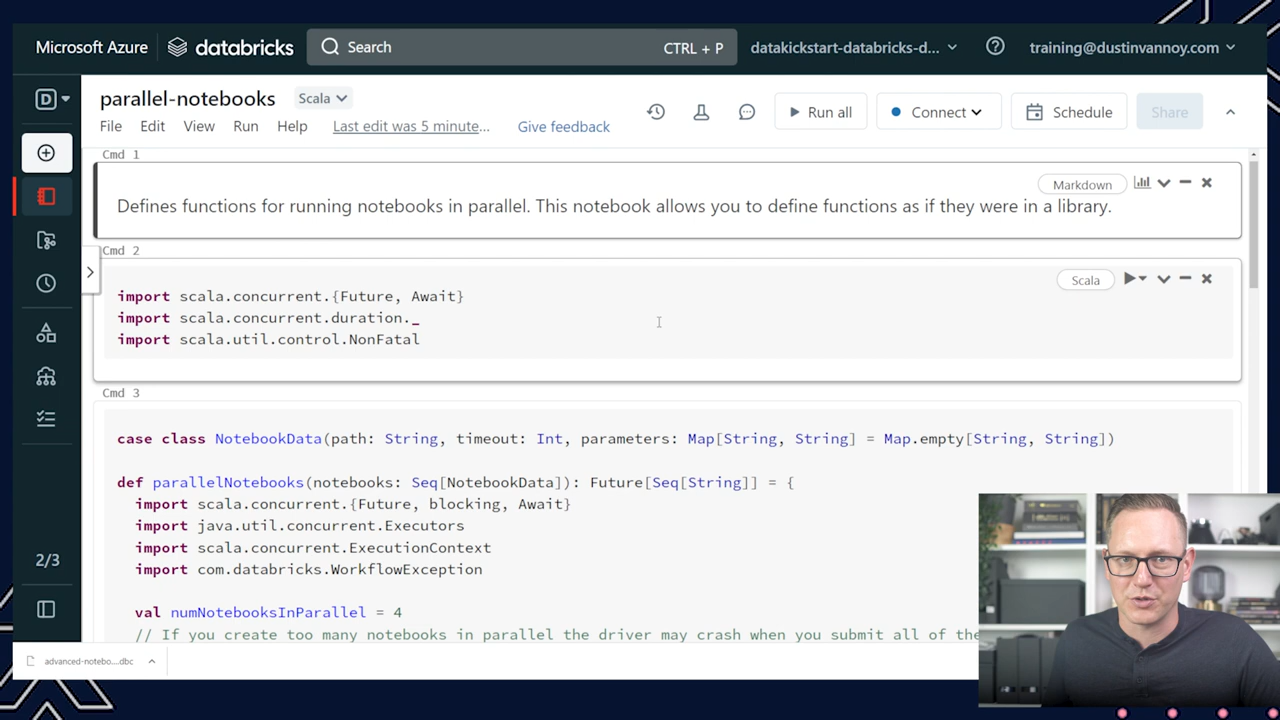 Microsoft Azure databricks Search CTRL + P datakickstart-databricks-d... training@dustinvannoy.com
D parallel-notebooks Scala Run all Connect Schedule Share
File Edit View Run Help Last edit was 5 minute... Give feedback
Cmd 1
Markdown
Defines functions for running notebooks in parallel. This notebook allows you to define functions as if they were in a library.
Cmd 2
Scala
import scala.concurrent.{Future, Await}
import scala.concurrent.duration._
import scala.util.control.NonFatal
Cmd 3
case class NotebookData(path: String, timeout: Int, parameters: Map[String, String] = Map.empty[String, String])
def parallelNotebooks(notebooks: Seq[NotebookData]): Future[Seq[String]] = {
import scala.concurrent.{Future, blocking, Await}
import java.util.concurrent.Executors
import scala.concurrent.ExecutionContext
import com.databricks.WorkflowException
2/3
val numNotebooksInParallel = 4
// If you create too many notebooks in parallel the driver may crash when you submit all of the
advanced-notebo....dbc